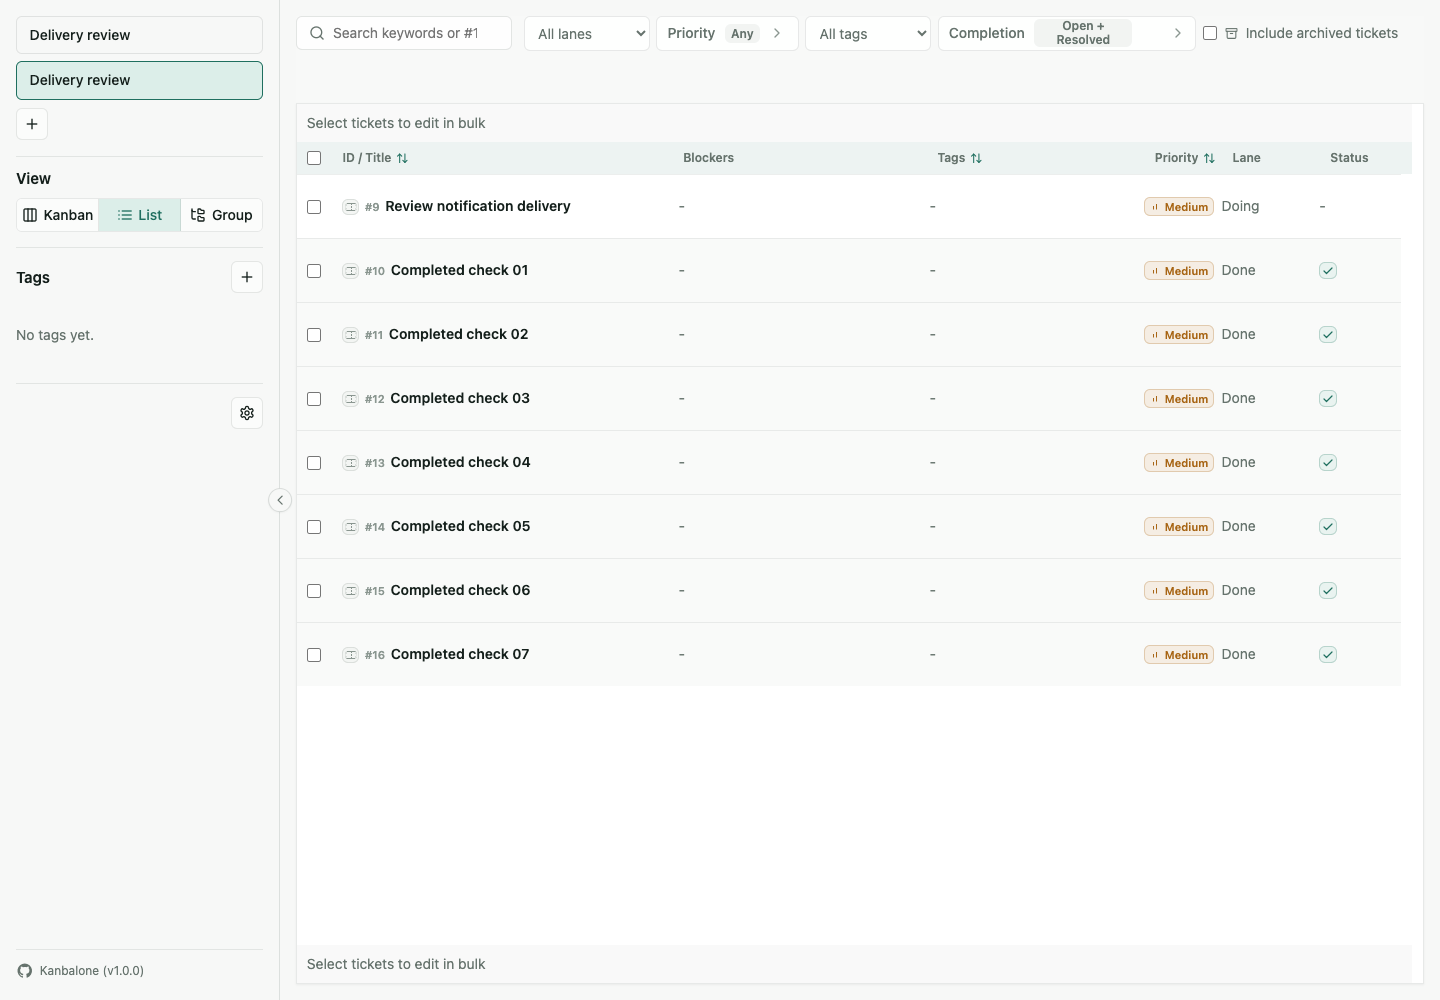 Delivery review
Delivery review
View
Kanban List Group
Tags
No tags yet.
Kanbalone (v1.0.0)
Search keywords or #1 All lanes Priority Any All tags Completion Open + Resolved Include archived tickets
Select tickets to edit in bulk
ID / Title Blockers Tags Priority Lane Status
#9 Review notification delivery - - Medium Doing -
#10 Completed check 01 - - Medium Done
#11 Completed check 02 - - Medium Done
#12 Completed check 03 - - Medium Done
#13 Completed check 04 - - Medium Done
#14 Completed check 05 - - Medium Done
#15 Completed check 06 - - Medium Done
#16 Completed check 07 - - Medium Done
Select tickets to edit in bulk